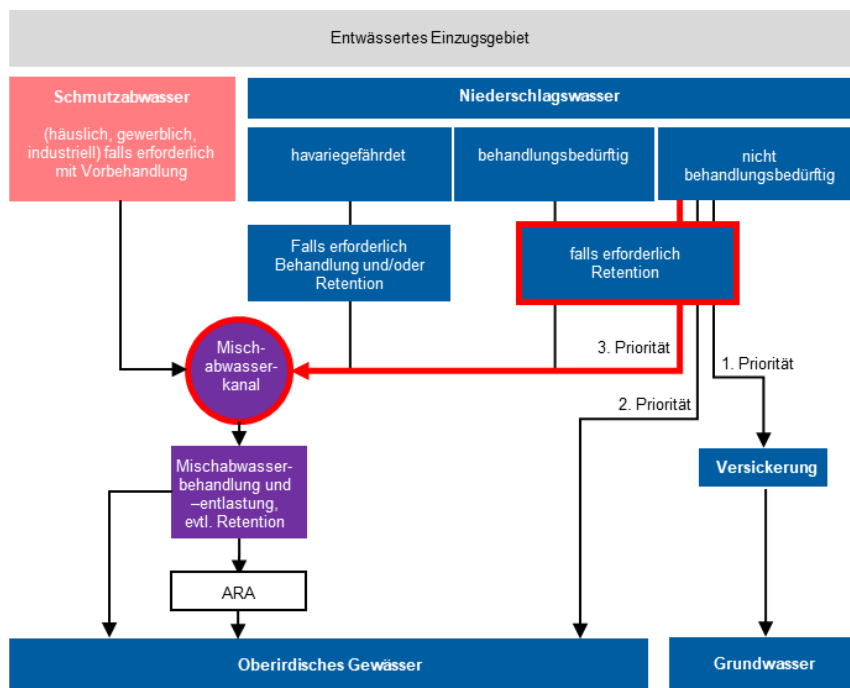 Entwässertes Einzugsgebiet
Schmutzabwasser
(häuslich, gewerblich,
industriell) falls erforderlich
mit Vorbehandlung
Niederschlagswasser
havariegefährdet
behandlungsbedürftig
nicht
behandlungsbedürftig
Falls erforderlich
Behandlung und/oder
Retention
falls erforderlich
Retention
Misch-
abwasser-
kanal
3. Priorität
1. Priorität
2. Priorität
Mischabwasser-
behandlung und
–entlastung,
evtl. Retention
Versickerung
ARA
Oberirdisches Gewässer
Grundwasser